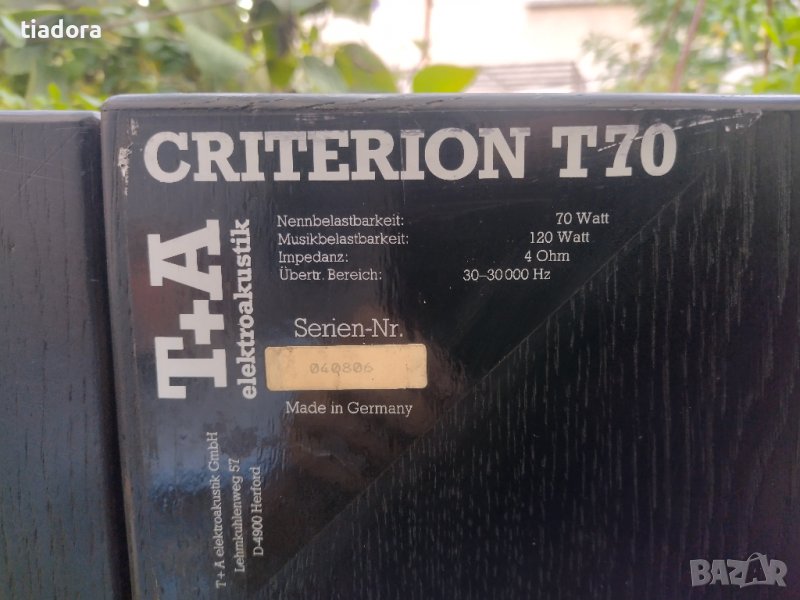 tiadora
CRITERION T70
Nennbelastbarkeit: 70 Watt
Musikbelastbarkeit: 120 Watt
Impedanz: 4 Ohm
Übertr. Bereich: 30–30 000 Hz
T+A
elektroakustik
Serien-Nr.
040806
Made in Germany
T+A elektroakustik GmbH
Lehmkuhlenweg 57
D-4900 Herford
BAZAR